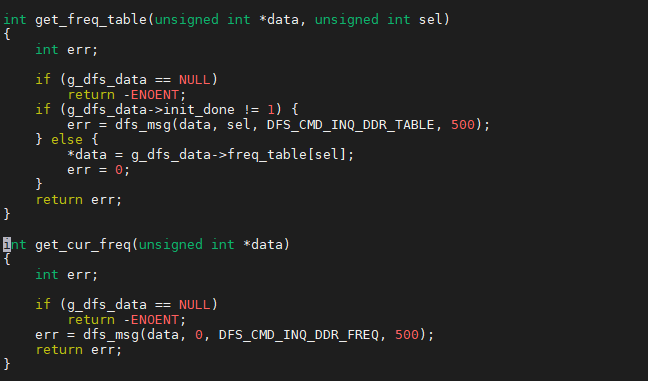 int get_freq_table(unsigned int *data, unsigned int sel)
{
    int err;

    if (g_dfs_data == NULL)
        return -ENOENT;
    if (g_dfs_data->init_done != 1) {
        err = dfs_msg(data, sel, DFS_CMD_INQ_DDR_TABLE, 500);
    } else {
        *data = g_dfs_data->freq_table[sel];
        err = 0;
    }
    return err;
}

int get_cur_freq(unsigned int *data)
{
    int err;

    if (g_dfs_data == NULL)
        return -ENOENT;
    err = dfs_msg(data, 0, DFS_CMD_INQ_DDR_FREQ, 500);
    return err;
}